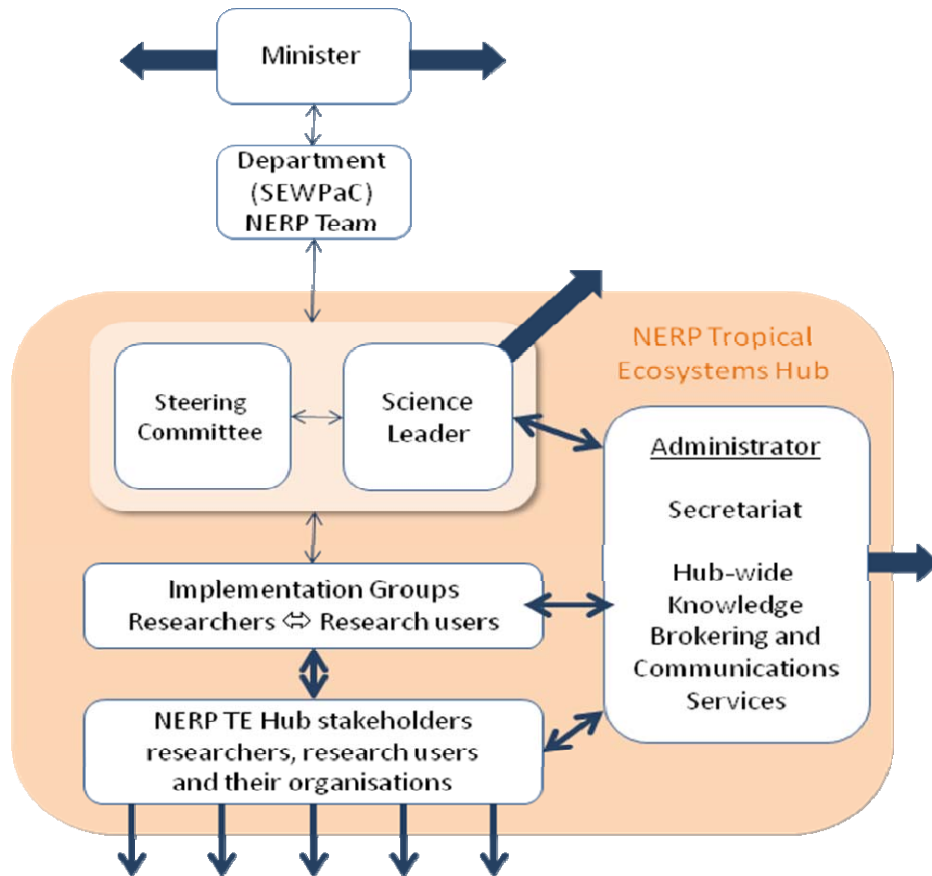 Minister
Department
(SEWPaC)
NERP Team
NERP Tropical
Ecosystems Hub
Steering
Committee
Science
Leader
Administrator
Secretariat
Hub-wide
Knowledge
Brokering and
Communications
Services
Implementation Groups
Researchers ⇔ Research users
NERP TE Hub stakeholders
researchers, research users
and their organisations